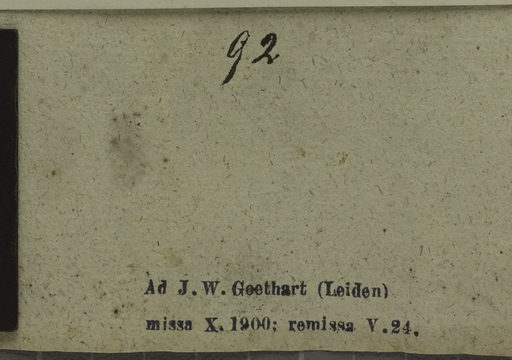 92
Ad J. W. Goethart (Leiden)
missa X. 1900; remissa V. 24.